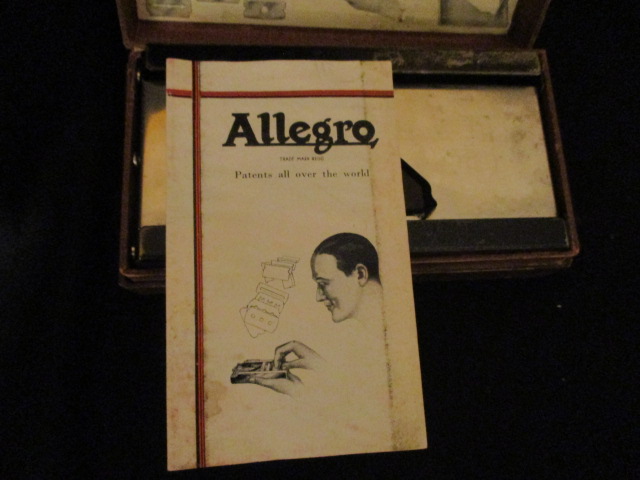 Allegro
TRADE MARK REGD.
Patents all over the world